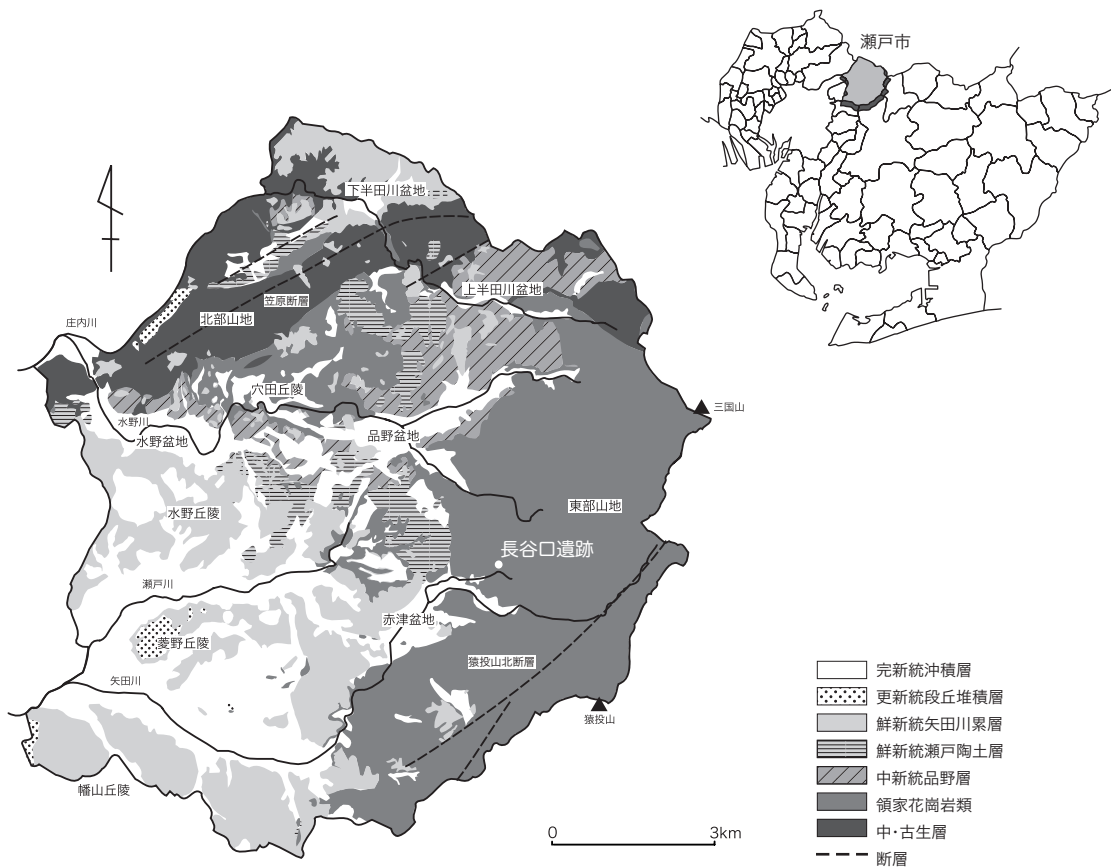 瀬戸市
下半田川盆地
上半田川盆地
笠原断層
北部山地
庄内川
穴田丘陵
三国山
水野川
水野盆地
品野盆地
東部山地
水野丘陵
長谷口遺跡
瀬戸川
赤津盆地
菱野丘陵
猿投山北断層
矢田川
猿投山
幡山丘陵
完新統沖積層
更新統段丘堆積層
鮮新統矢田川累層
鮮新統瀬戸陶土層
中新統品野層
領家花崗岩類
中・古生層
断層
0 3km